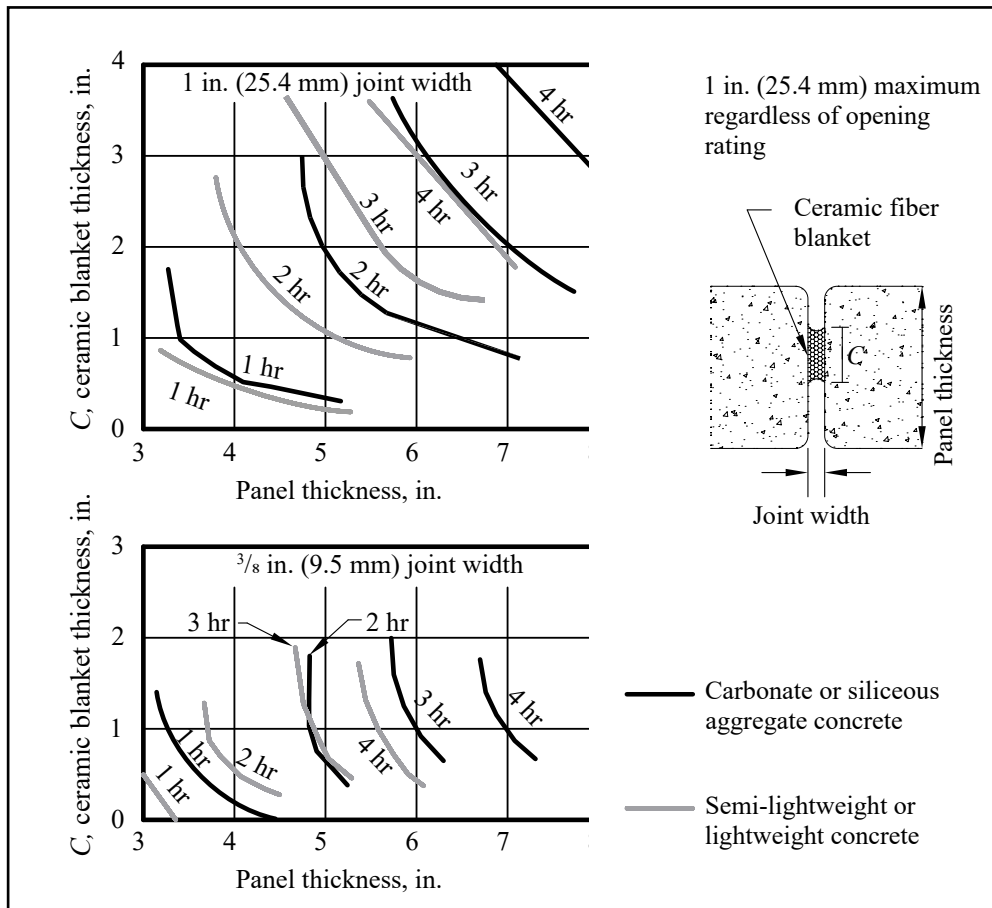 1 in. (25.4 mm) joint width
C, ceramic blanket thickness, in.
4
3
2
1
0
1 hr
1 hr
2 hr
2 hr
3 hr
4 hr
3 hr
4 hr
3
4
5
6
7
Panel thickness, in.
3/8 in. (9.5 mm) joint width
C, ceramic blanket thickness, in.
3
2
1
0
3 hr
2 hr
1 hr
1 hr
2 hr
4 hr
3 hr
4 hr
3
4
5
6
7
Panel thickness, in.
1 in. (25.4 mm) maximum
regardless of opening
rating
Ceramic fiber
blanket
C
Panel thickness
Joint width
Carbonate or siliceous
aggregate concrete
Semi-lightweight or
lightweight concrete